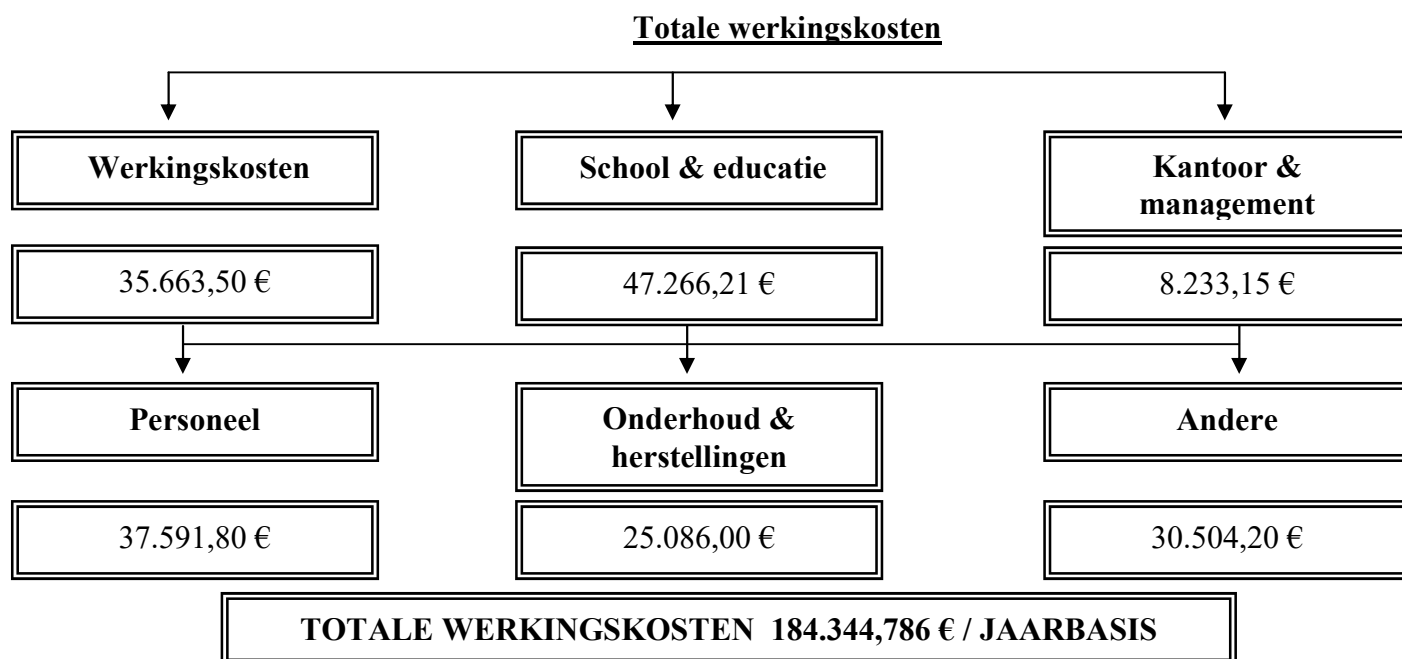 Totale werkingskosten
Werkingskosten
School & educatie
Kantoor &
management
35.663,50 €
47.266,21 €
8.233,15 €
Personeel
Onderhoud &
herstellingen
Andere
37.591,80 €
25.086,00 €
30.504,20 €
TOTALE WERKINGSKOSTEN 184.344,786 € / JAARBASIS